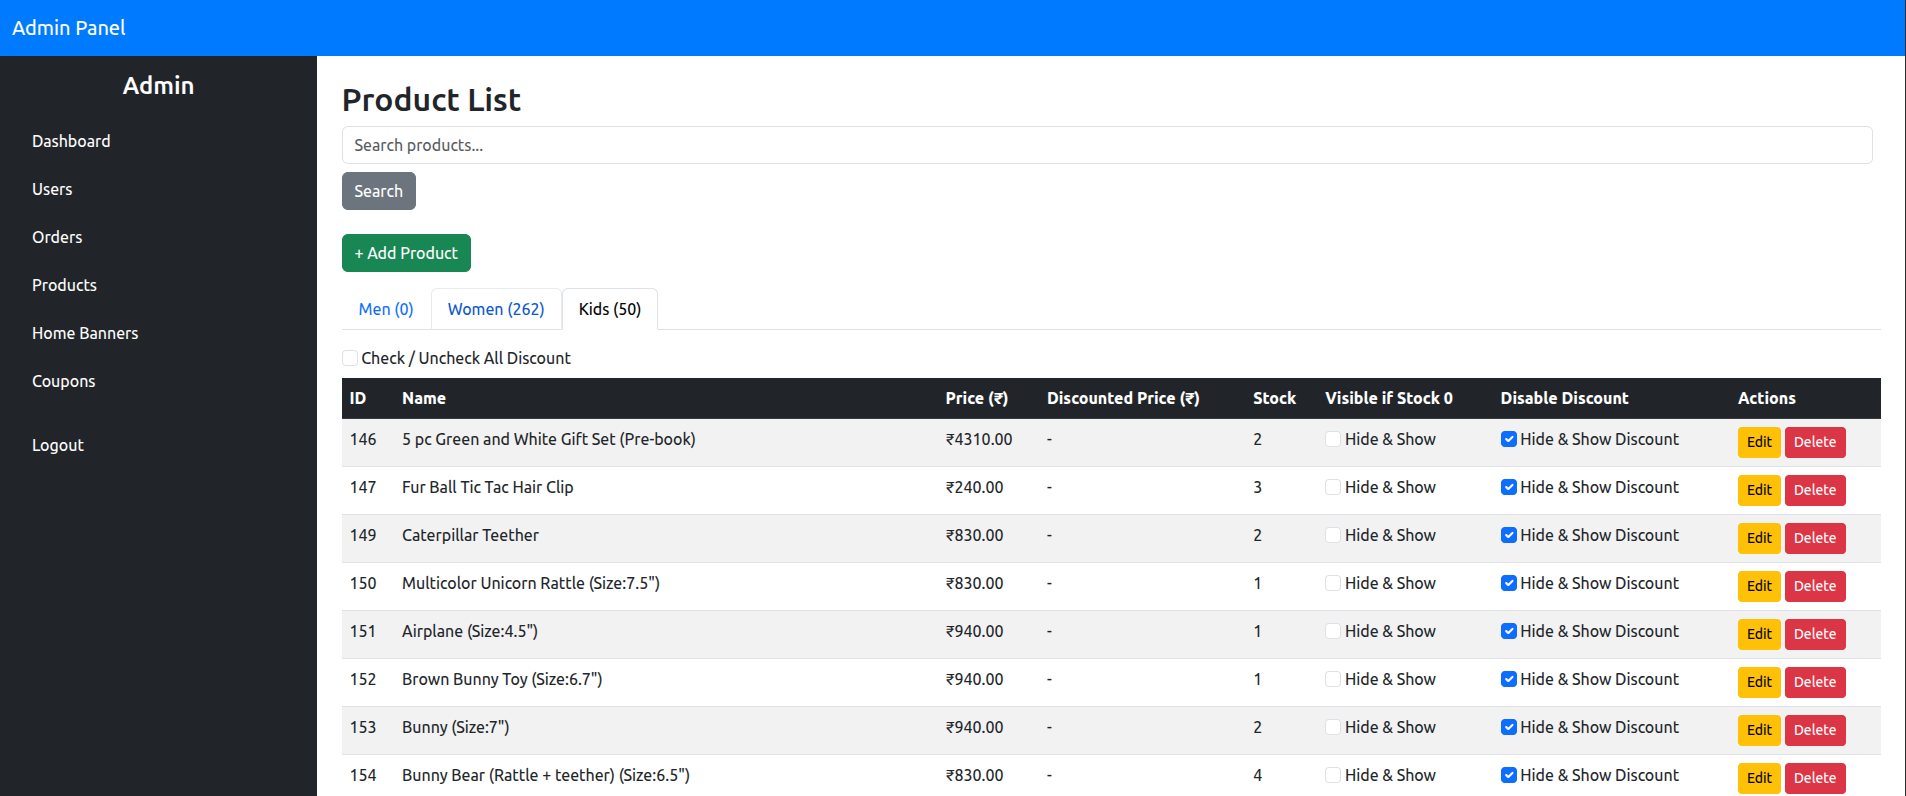 Admin Panel
Admin
Dashboard
Users
Orders
Products
Home Banners
Coupons
Logout
Product List
Search products...
Search
+ Add Product
Men (0) Women (262) Kids (50)
Check / Uncheck All Discount
ID Name Price (₹) Discounted Price (₹) Stock Visible if Stock 0 Disable Discount Actions
146 5 pc Green and White Gift Set (Pre-book) ₹4310.00 - 2 Hide & Show Hide & Show Discount Edit Delete
147 Fur Ball Tic Tac Hair Clip ₹240.00 - 3 Hide & Show Hide & Show Discount Edit Delete
149 Caterpillar Teether ₹830.00 - 2 Hide & Show Hide & Show Discount Edit Delete
150 Multicolor Unicorn Rattle (Size:7.5") ₹830.00 - 1 Hide & Show Hide & Show Discount Edit Delete
151 Airplane (Size:4.5") ₹940.00 - 1 Hide & Show Hide & Show Discount Edit Delete
152 Brown Bunny Toy (Size:6.7") ₹940.00 - 1 Hide & Show Hide & Show Discount Edit Delete
153 Bunny (Size:7") ₹940.00 - 2 Hide & Show Hide & Show Discount Edit Delete
154 Bunny Bear (Rattle + teether) (Size:6.5") ₹830.00 - 4 Hide & Show Hide & Show Discount Edit Delete